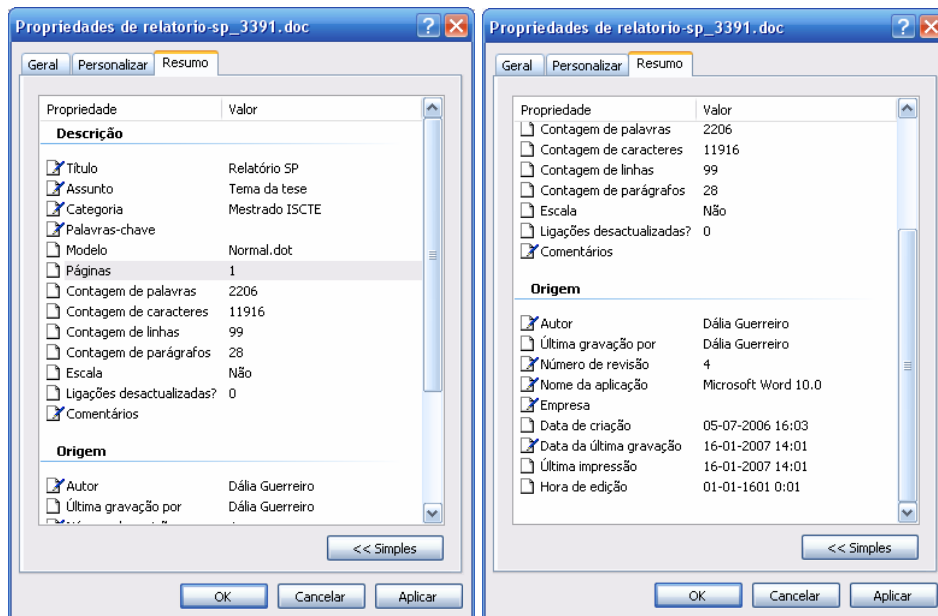 Propriedades de relatorio-sp_3391.doc
Geral Personalizar Resumo
Propriedade Valor
Descrição
Título Relatório SP
Assunto Tema da tese
Categoria Mestrado ISCTE
Palavras-chave
Modelo Normal.dot
Páginas 1
Contagem de palavras 2206
Contagem de caracteres 11916
Contagem de linhas 99
Contagem de parágrafos 28
Escala Não
Ligações desactualizadas? 0
Comentários
Origem
Autor Dália Guerreiro
Última gravação por Dália Guerreiro
<< Simples
OK Cancelar Aplicar
Propriedades de relatorio-sp_3391.doc
Geral Personalizar Resumo
Propriedade Valor
Contagem de palavras 2206
Contagem de caracteres 11916
Contagem de linhas 99
Contagem de parágrafos 28
Escala Não
Ligações desactualizadas? 0
Comentários
Origem
Autor Dália Guerreiro
Última gravação por Dália Guerreiro
Número de revisão 4
Nome da aplicação Microsoft Word 10.0
Empresa
Data de criação 05-07-2006 16:03
Data da última gravação 16-01-2007 14:01
Última impressão 16-01-2007 14:01
Hora de edição 01-01-1601 0:01
<< Simples
OK Cancelar Aplicar